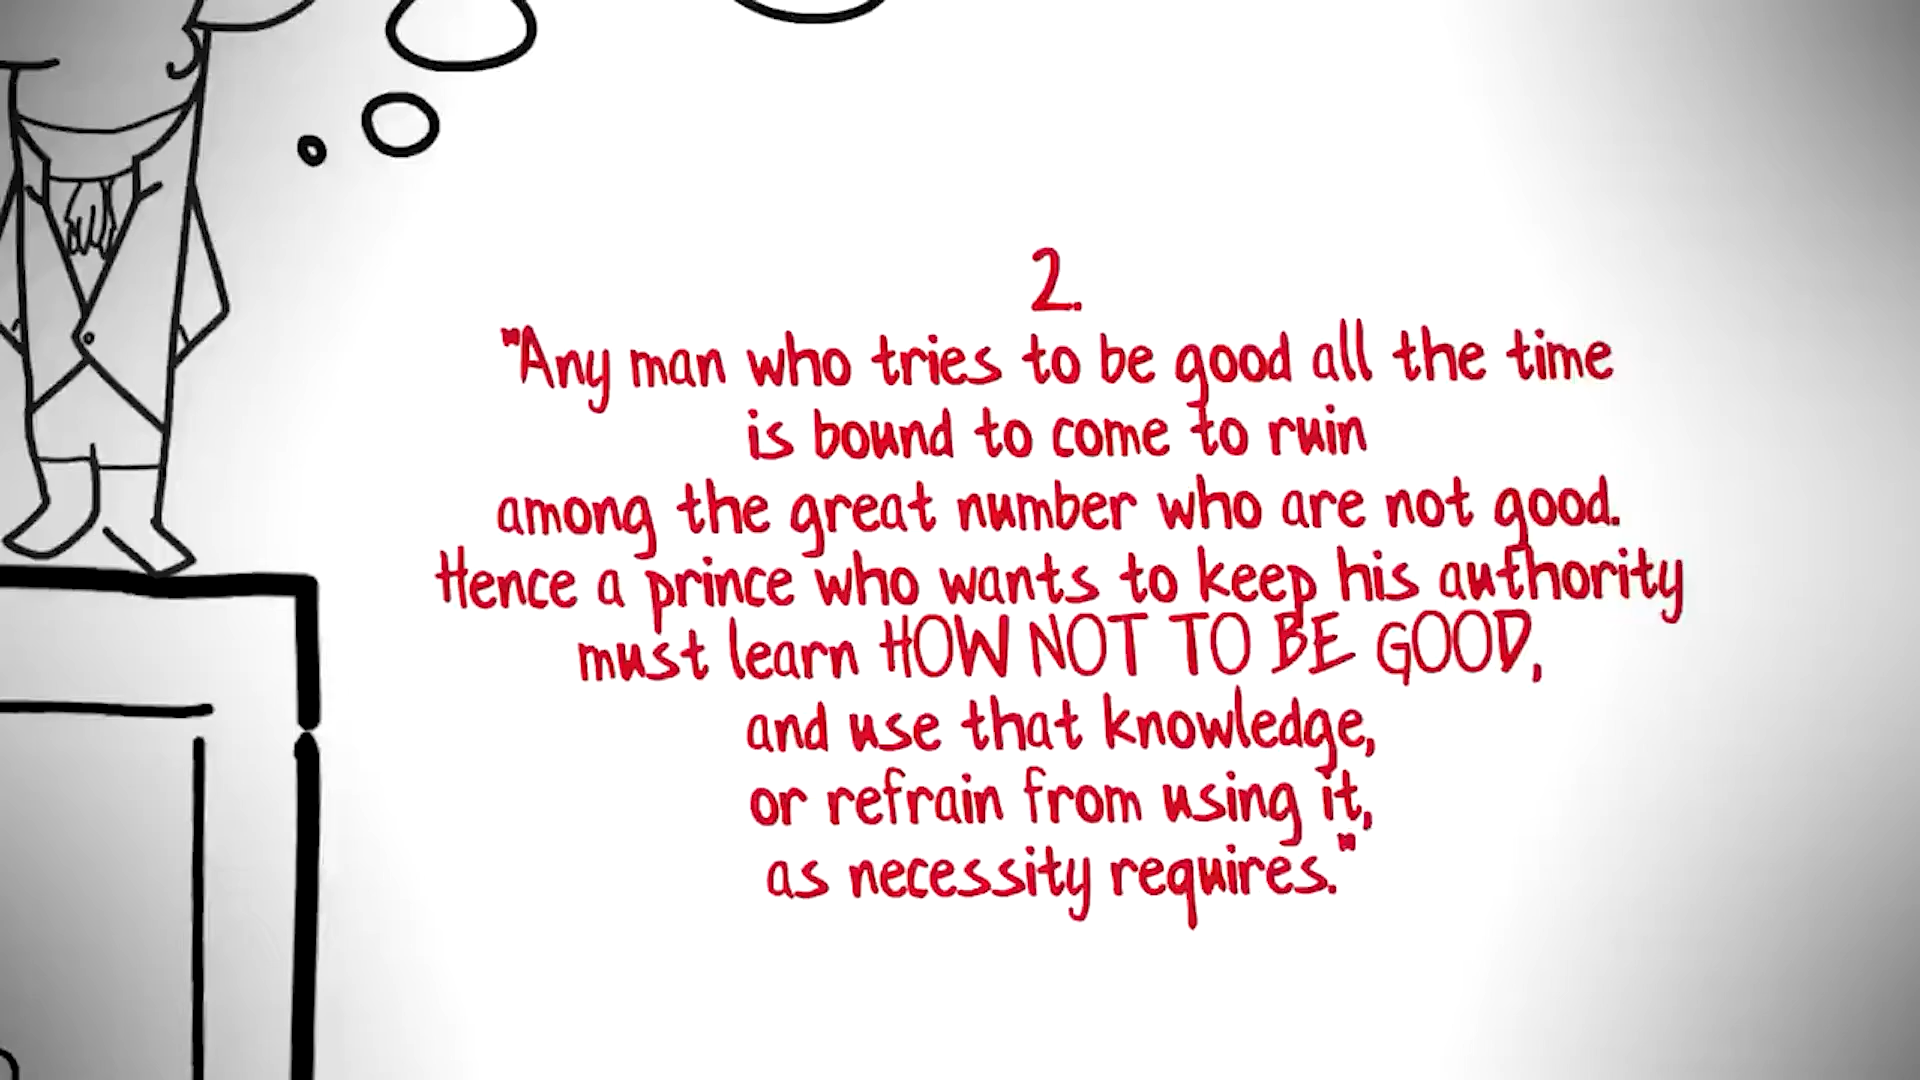 2.
"Any man who tries to be good all the time
is bound to come to ruin
among the great number who are not good.
Hence a prince who wants to keep his authority
must learn HOW NOT TO BE GOOD,
and use that knowledge,
or refrain from using it,
as necessity requires."